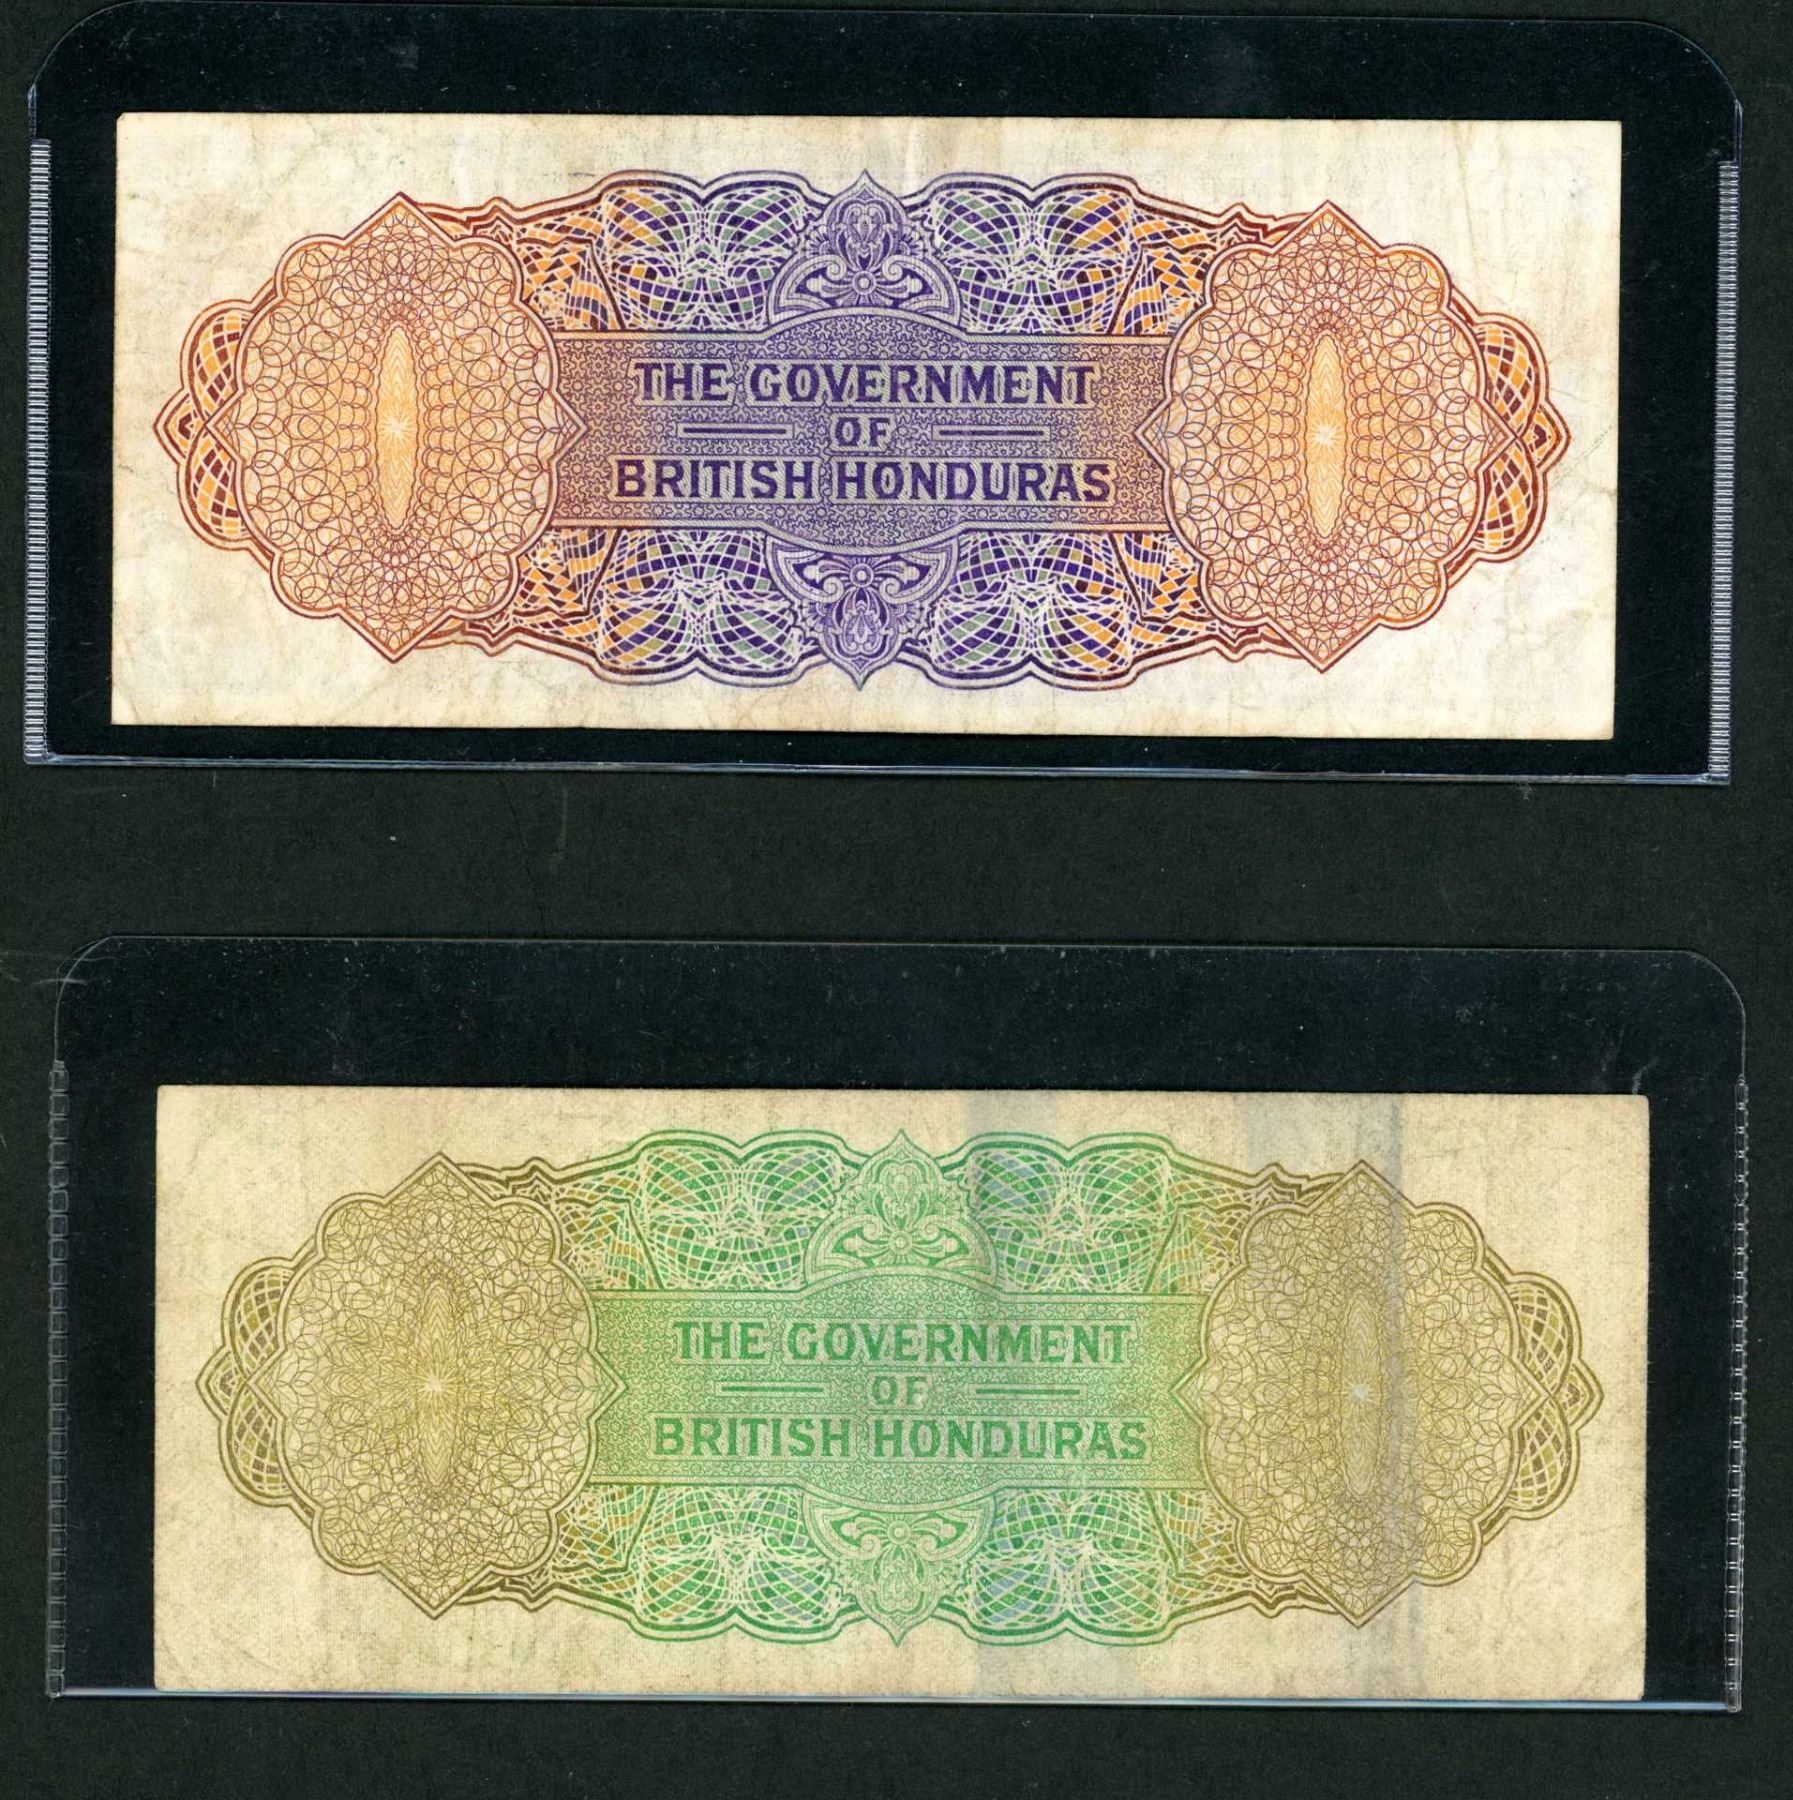 THE GOVERNMENT
OF
BRITISH HONDURAS
THE GOVERNMENT
OF
BRITISH HONDURAS